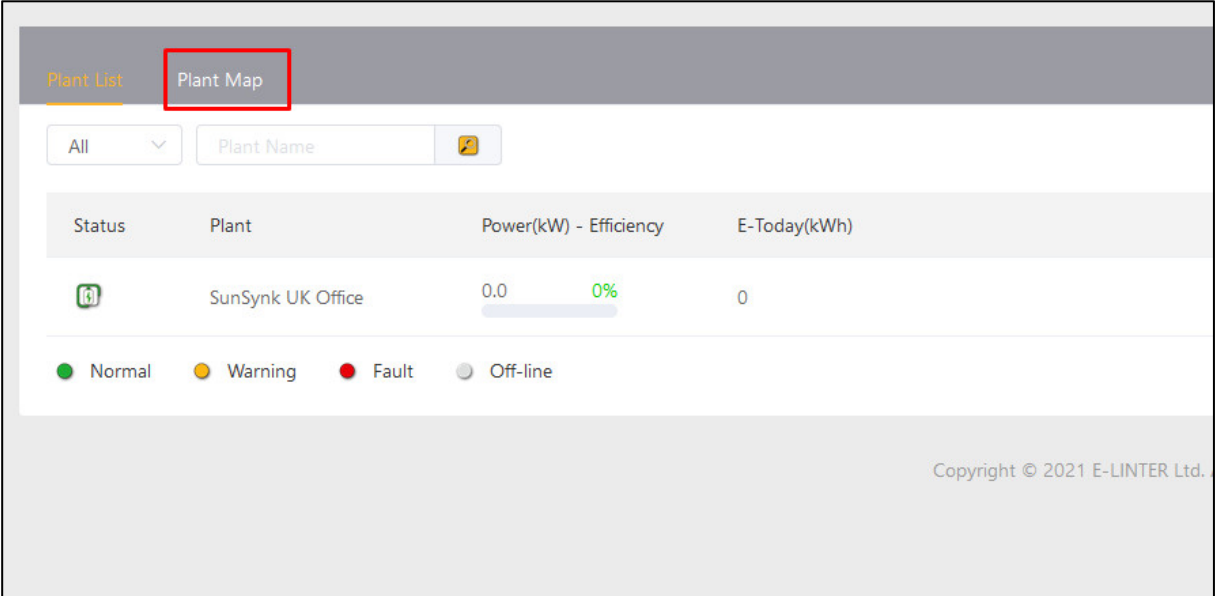 Plant List Plant Map
All Plant Name
Status Plant Power(kW) - Efficiency E-Today(kWh)
SunSynk UK Office 0.0 0% 0
Normal Warning Fault Off-line
Copyright © 2021 E-LINTER Ltd.